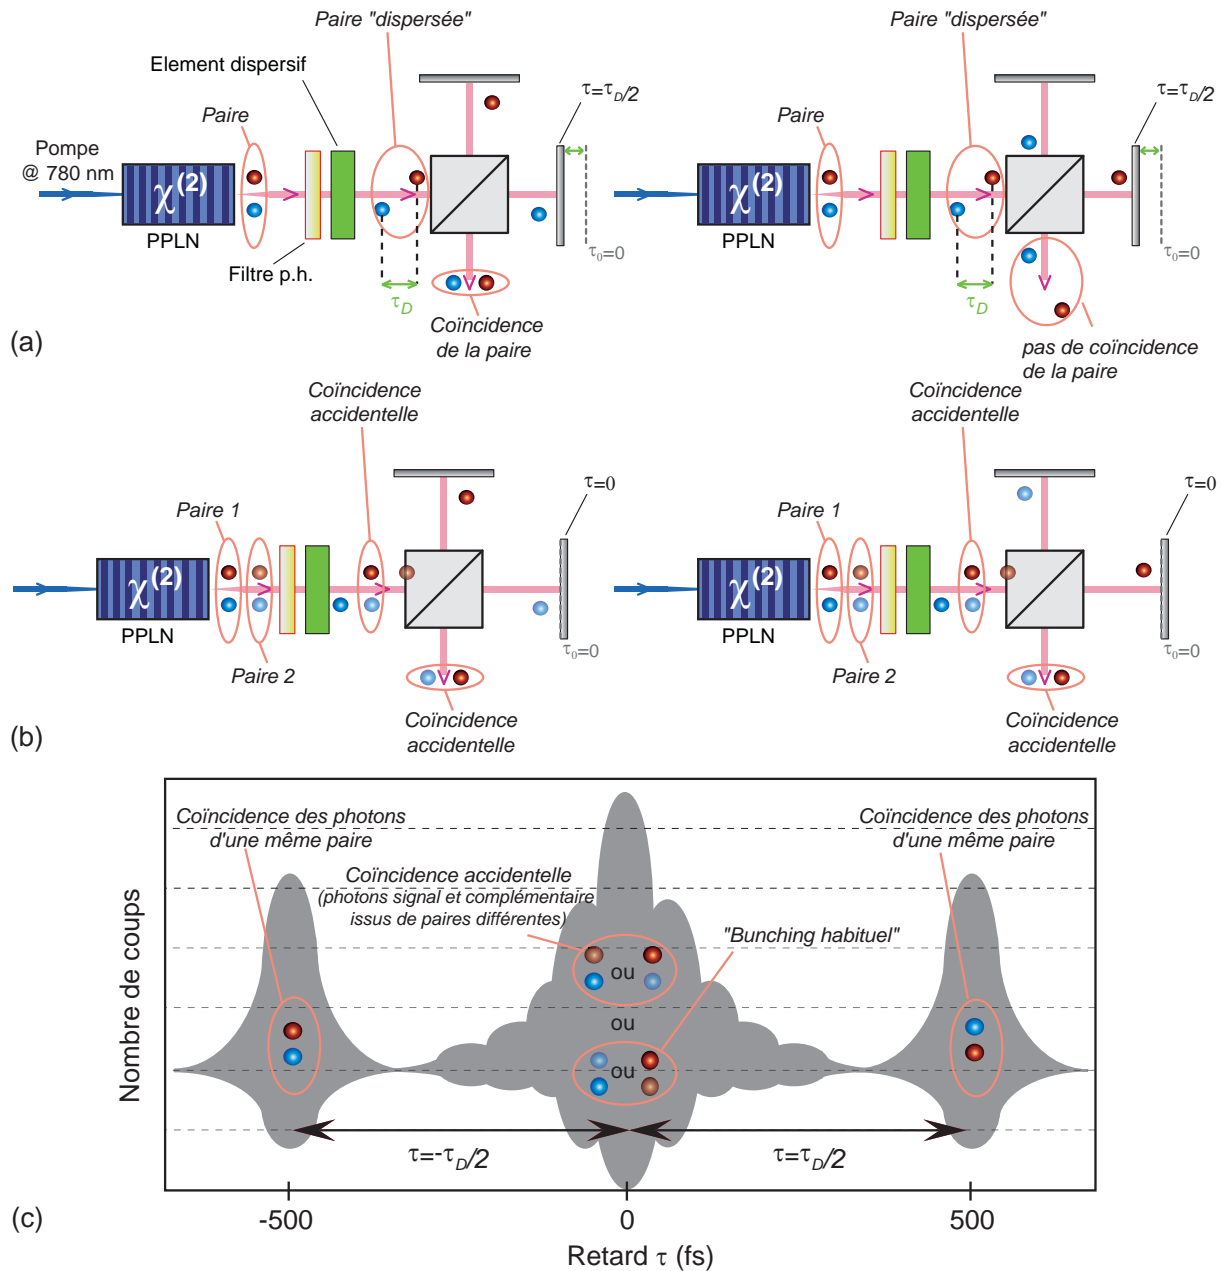 (a)
Paire "dispersée"
Element dispersif
Paire
Pompe
@ 780 nm
χ(2)
PPLN
Filtre p.h.
τD
τ=τD/2
τ0=0
Coïncidence
de la paire
Paire "dispersée"
Paire
χ(2)
PPLN
τD
τ=τD/2
τ0=0
pas de coïncidence
de la paire
(b)
Coïncidence
accidentelle
Paire 1
χ(2)
PPLN
Paire 2
τ=0
τ0=0
Coïncidence
accidentelle
Coïncidence
accidentelle
Paire 1
χ(2)
PPLN
Paire 2
τ=0
τ0=0
Coïncidence
accidentelle
(c)
Nombre de coups
Coïncidence des photons
d'une même paire
Coïncidence accidentelle
(photons signal et complémentaire
issus de paires différentes)
"Bunching habituel"
Coïncidence des photons
d'une même paire
ou
ou
ou
τ=-τD/2
τ=τD/2
-500
0
500
Retard τ (fs)